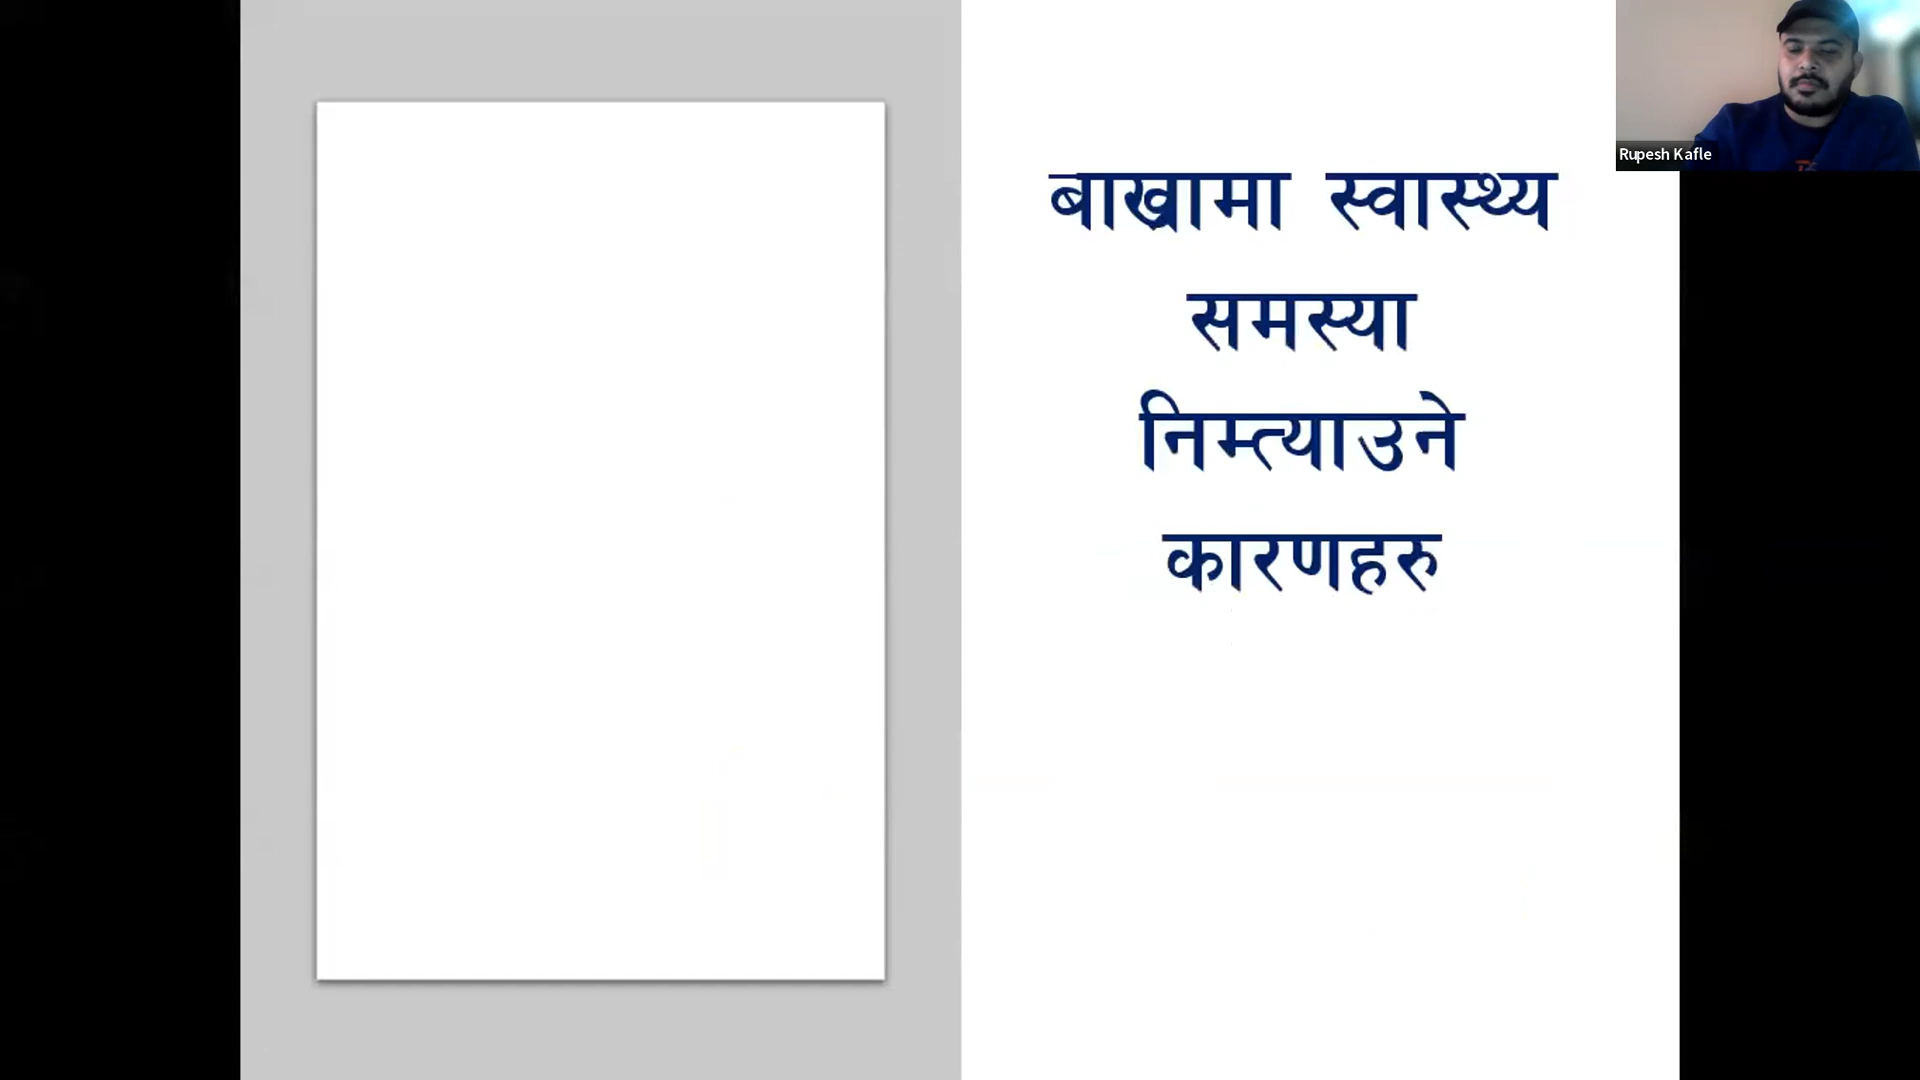 बाख्रामा स्वास्थ्य
समस्या
निम्त्याउने
कारणहरु
Rupesh Kafle